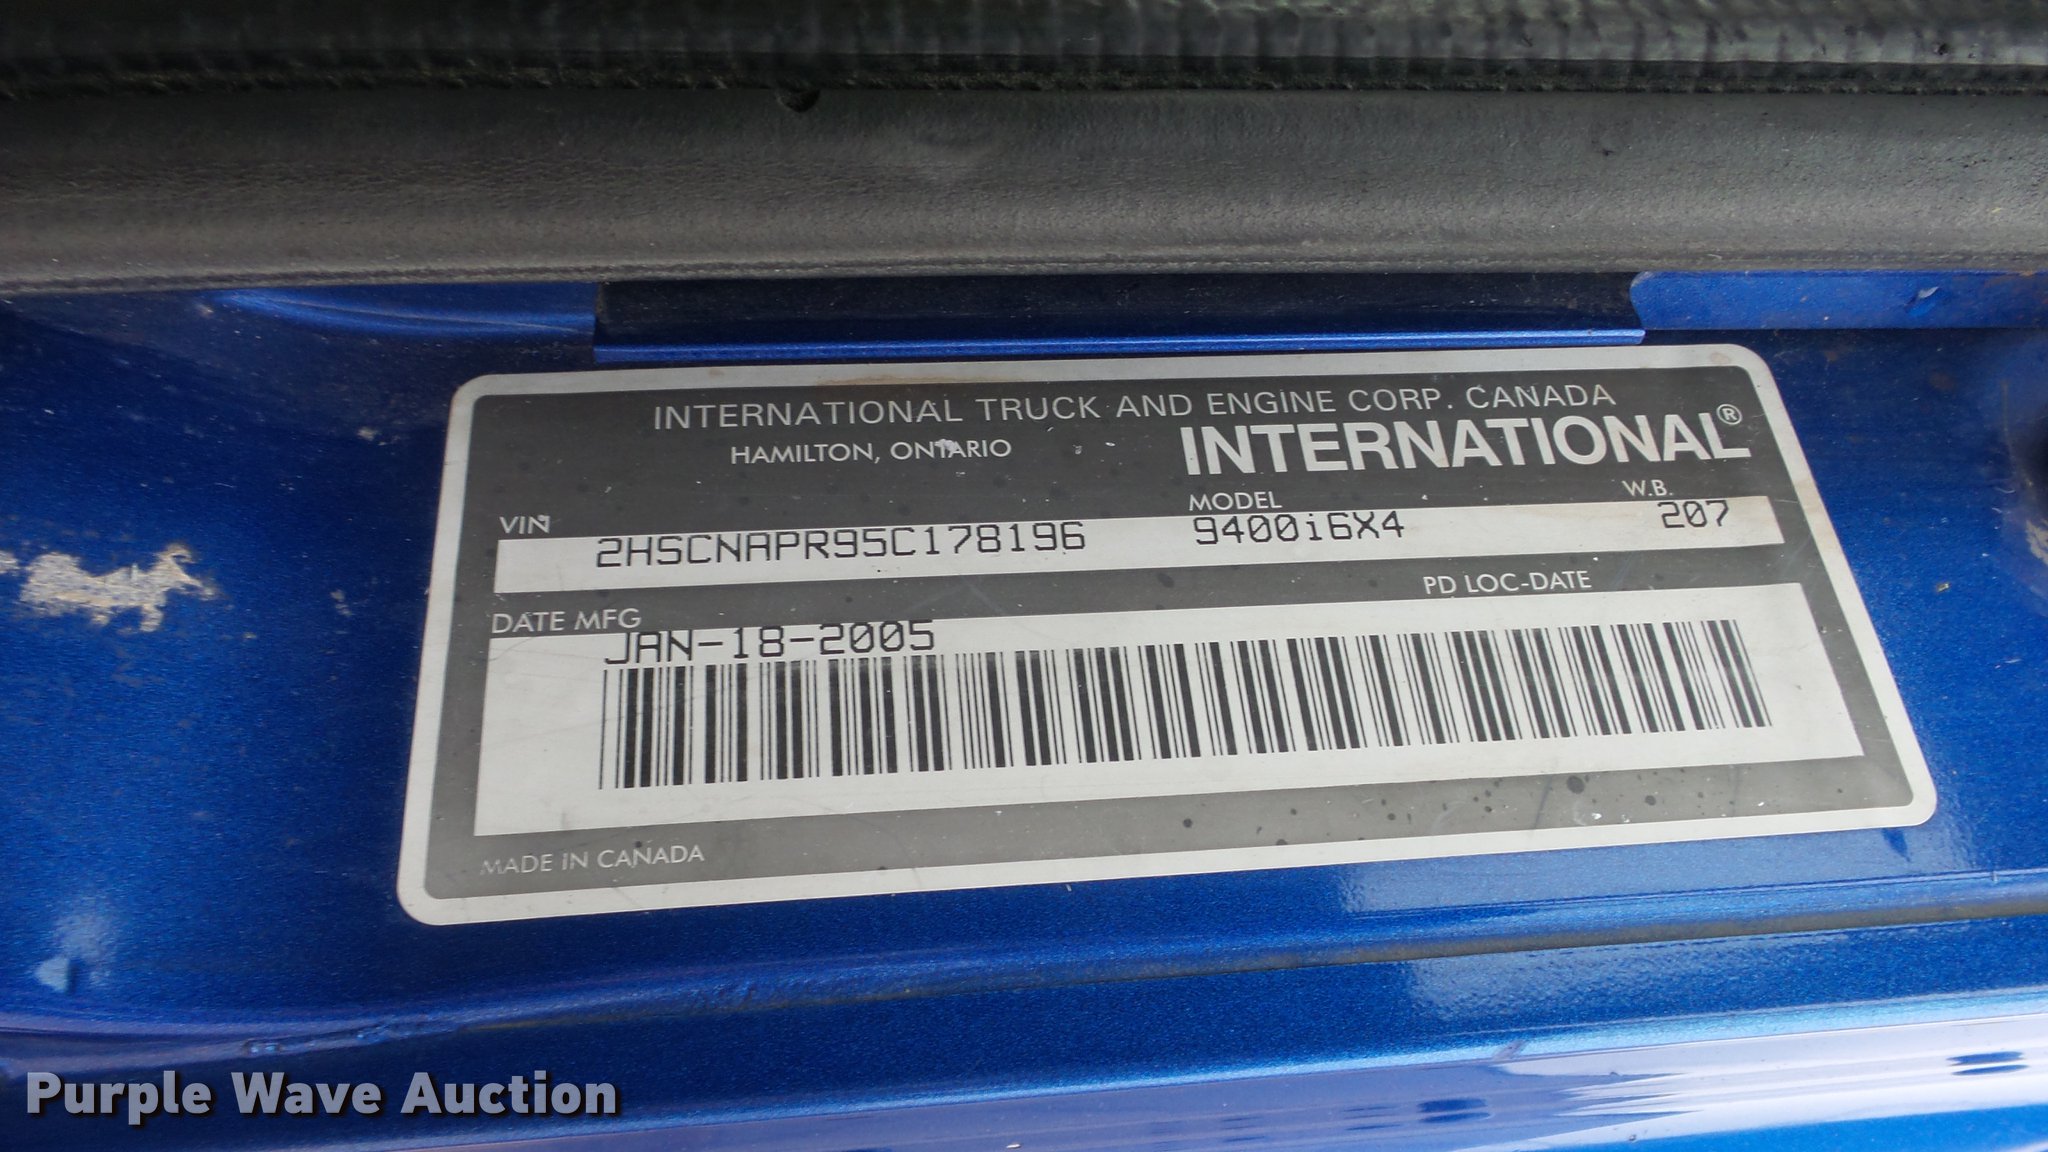 INTERNATIONAL TRUCK AND ENGINE CORP. CANADA
HAMILTON, ONTARIO
INTERNATIONAL®
VIN MODEL W.B.
2HSCNAPR95C178196 9400i6X4 207
DATE MFG PD LOC-DATE
JAN-18-2005
MADE IN CANADA
Purple Wave Auction